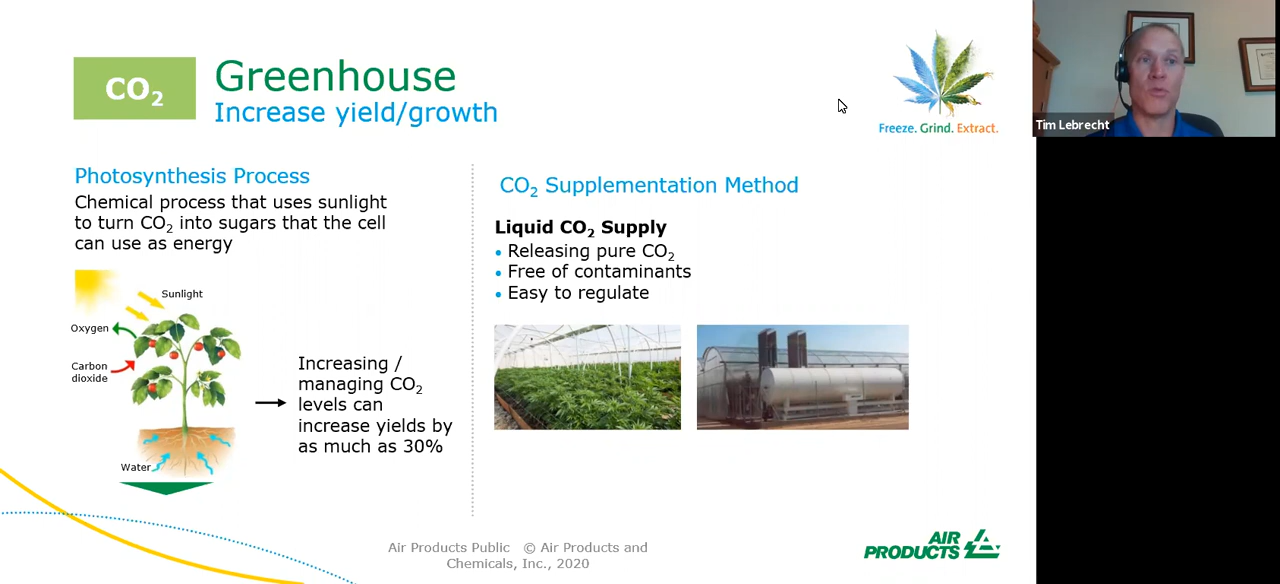 CO₂
Greenhouse
Increase yield/growth
Freeze. Grind. Extract.
Tim Lebrecht
Photosynthesis Process
Chemical process that uses sunlight
to turn CO₂ into sugars that the cell
can use as energy
Sunlight
Oxygen
Carbon
dioxide
Water
Increasing /
managing CO₂
levels can
increase yields by
as much as 30%
CO₂ Supplementation Method
Liquid CO₂ Supply
• Releasing pure CO₂
• Free of contaminants
• Easy to regulate
Air Products Public © Air Products and
Chemicals, Inc., 2020
AIR
PRODUCTS